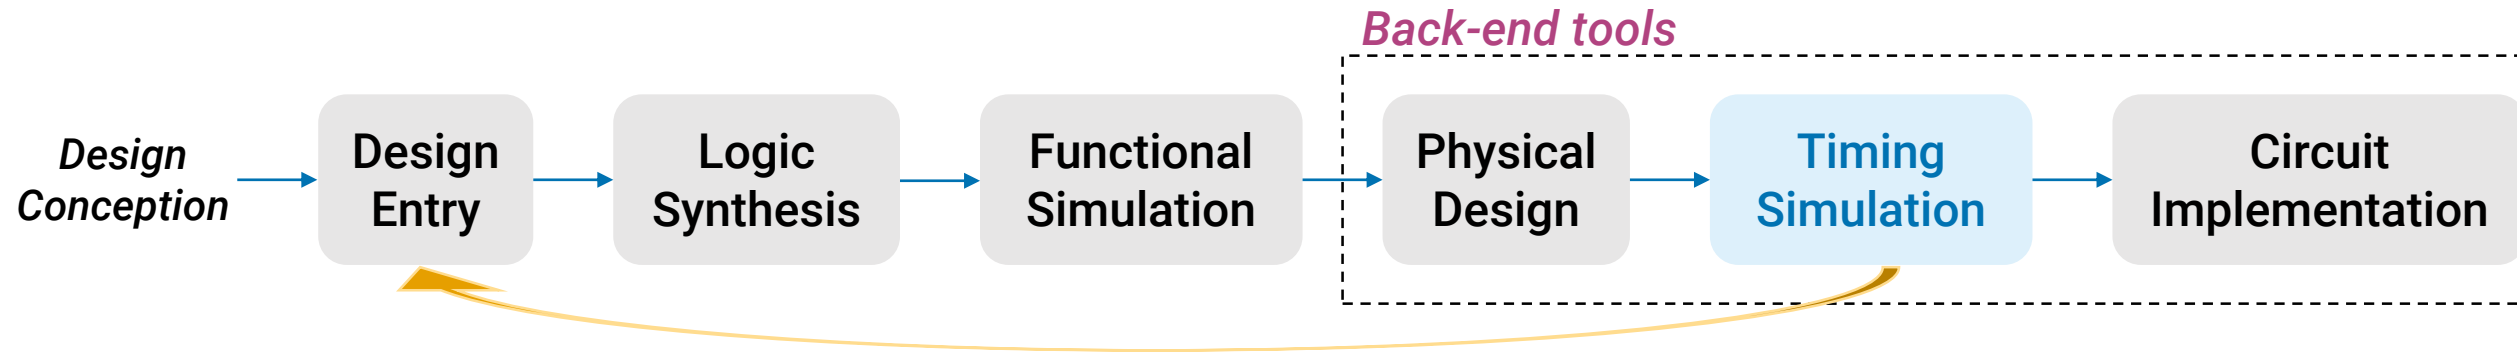 Back-end tools
Design
Conception
Design
Entry
Logic
Synthesis
Functional
Simulation
Physical
Design
Timing
Simulation
Circuit
Implementation